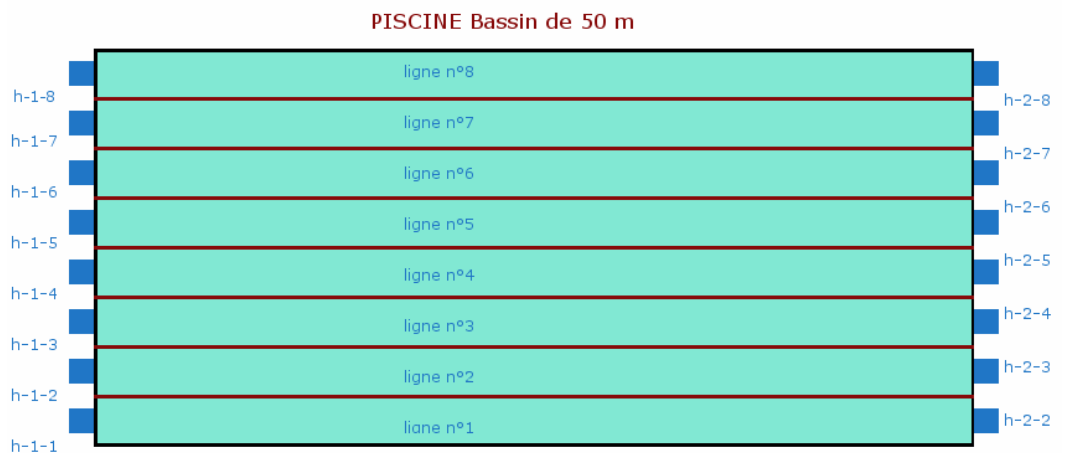 PISCINE Bassin de 50 m
ligne n°8
h-1-8
h-2-8
ligne n°7
h-1-7
h-2-7
ligne n°6
h-1-6
h-2-6
ligne n°5
h-1-5
h-2-5
ligne n°4
h-1-4
h-2-4
ligne n°3
h-1-3
h-2-3
ligne n°2
h-1-2
h-2-2
ligne n°1
h-1-1